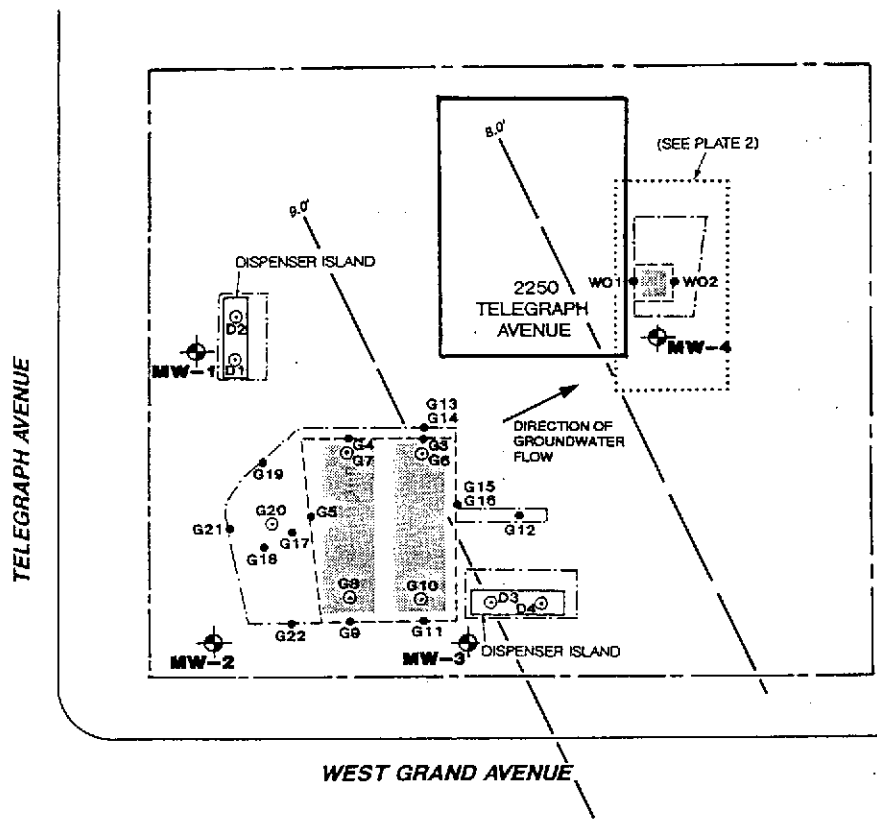 8.0'
(SEE PLATE 2)
9.0'
DISPENSER ISLAND
WO1
WO2
2250
TELEGRAPH
AVENUE
D2
MW-1
D1
MW-4
TELEGRAPH AVENUE
G13
G14
DIRECTION OF
GROUNDWATER
FLOW
G4
G3
G7
G6
G19
G15
G16
G20
G5
G12
G21
G17
G18
G8
G10
D3
D4
G22
G9
G11
MW-2
MW-3
DISPENSER ISLAND
WEST GRAND AVENUE